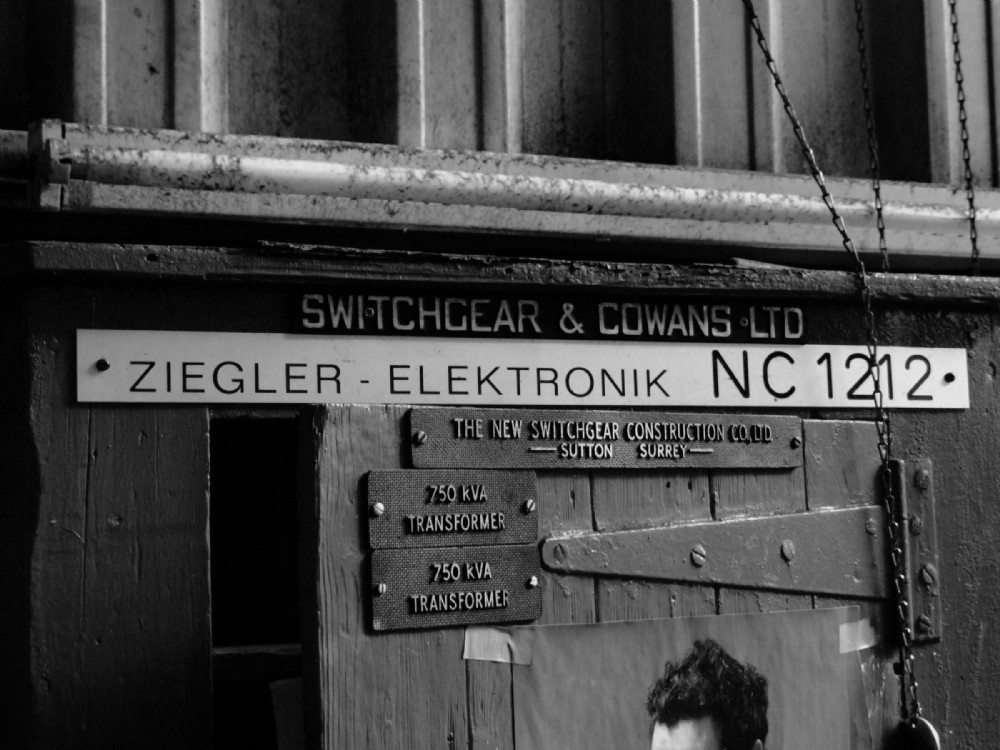 SWITCHGEAR & COWANS LTD
ZIEGLER - ELEKTRONIK NC 1212
THE NEW SWITCHGEAR CONSTRUCTION CO, LTD
— SUTTON SURREY —
750 kVA
TRANSFORMER
750 kVA
TRANSFORMER